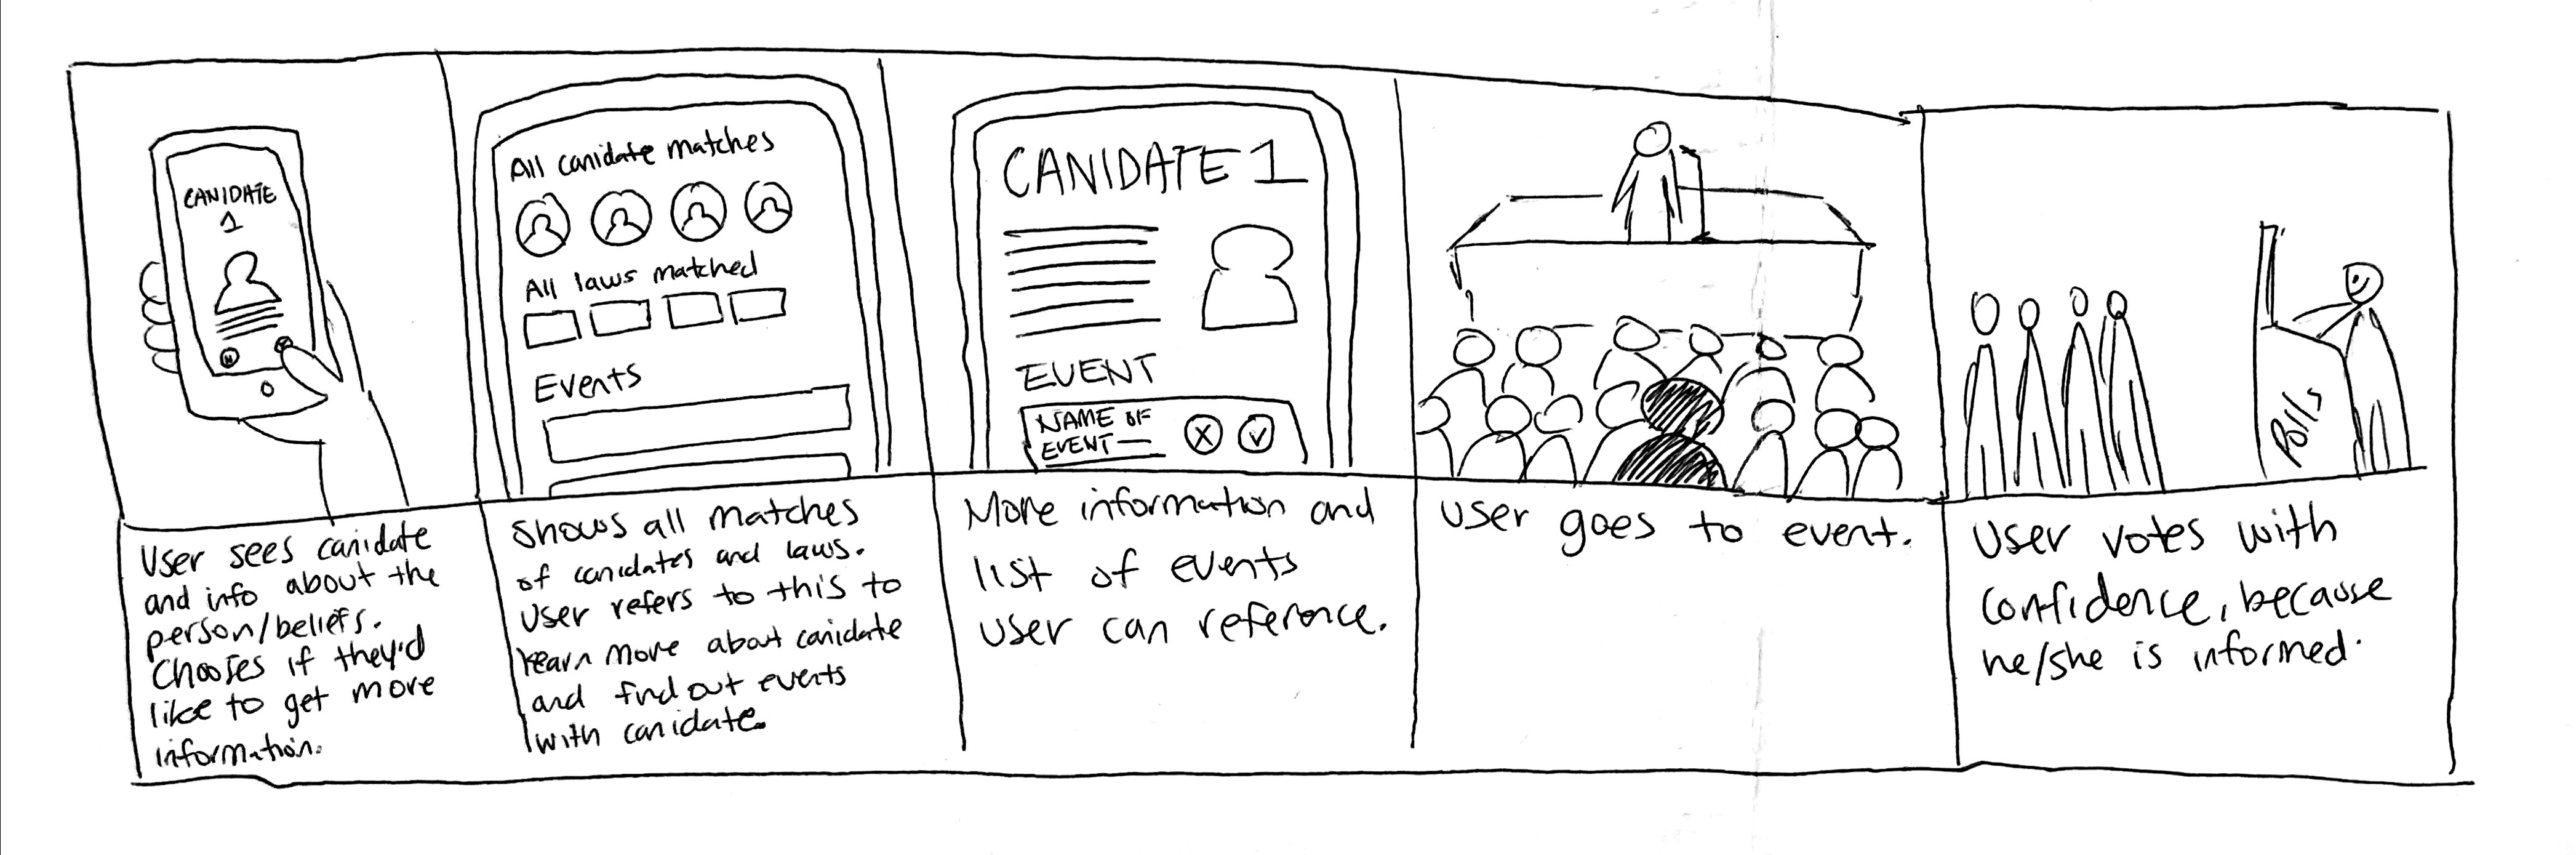 CANIDATE
1
N
All canidate matches
All laws matched
Events
CANIDATE 1
EVENT
NAME OF
EVENT
X
Polls
User sees canidate
and info about the
person/beliefs.
Chooses if they'd
like to get more
information.
Shows all matches
of canidates and laws.
User refers to this to
learn more about canidate
and find out events
with canidate.
More information and
list of events
user can reference.
User goes to event.
User votes with
confidence, because
he/she is informed.